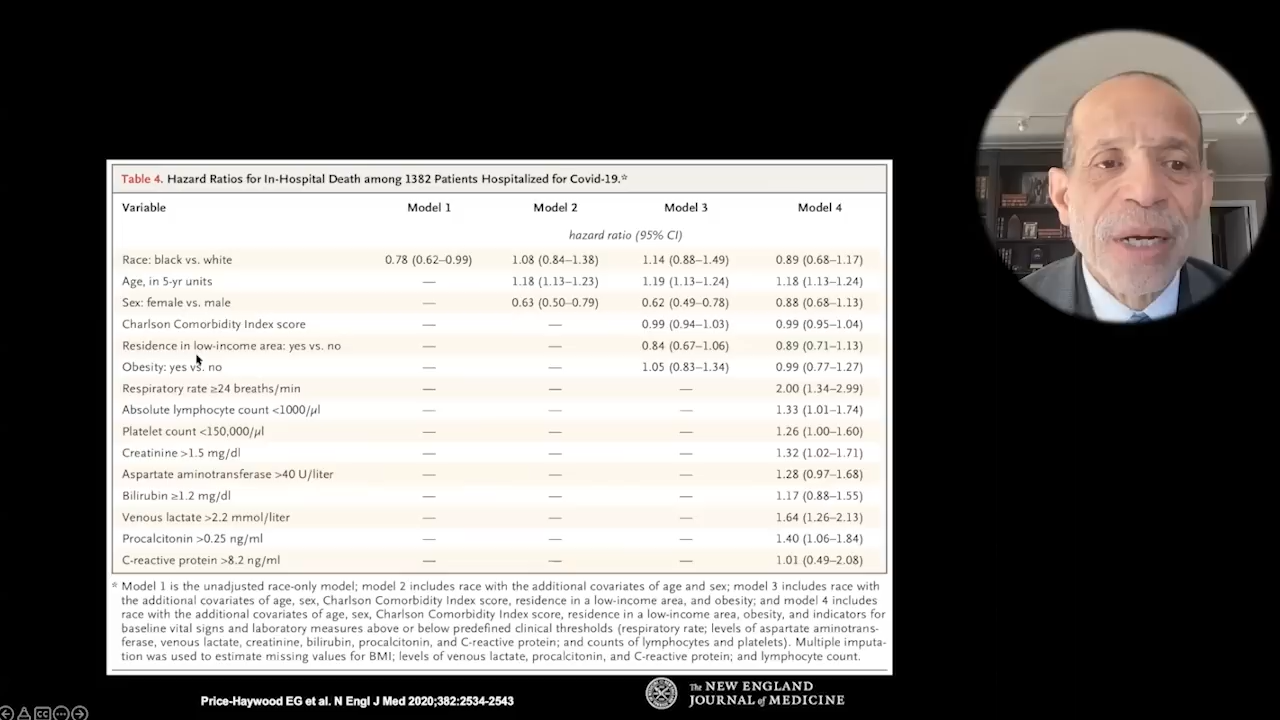 Table 4. Hazard Ratios for In-Hospital Death among 1382 Patients Hospitalized for Covid-19.*
Variable Model 1 Model 2 Model 3 Model 4
hazard ratio (95% CI)
Race: black vs. white 0.78 (0.62–0.99) 1.08 (0.84–1.38) 1.14 (0.88–1.49) 0.89 (0.68–1.17)
Age, in 5-yr units — 1.18 (1.13–1.23) 1.19 (1.13–1.24) 1.18 (1.13–1.24)
Sex: female vs. male — 0.63 (0.50–0.79) 0.62 (0.49–0.78) 0.88 (0.68–1.13)
Charlson Comorbidity Index score — — 0.99 (0.94–1.03) 0.99 (0.95–1.04)
Residence in low-income area: yes vs. no — — 0.84 (0.67–1.06) 0.89 (0.71–1.13)
Obesity: yes vs. no — — 1.05 (0.83–1.34) 0.99 (0.77–1.27)
Respiratory rate ≥24 breaths/min — — — 2.00 (1.34–2.99)
Absolute lymphocyte count <1000/μl — — — 1.33 (1.01–1.74)
Platelet count <150,000/μl — — — 1.26 (1.00–1.60)
Creatinine >1.5 mg/dl — — — 1.32 (1.02–1.71)
Aspartate aminotransferase >40 U/liter — — — 1.28 (0.97–1.68)
Bilirubin ≥1.2 mg/dl — — — 1.17 (0.88–1.55)
Venous lactate >2.2 mmol/liter — — — 1.64 (1.26–2.13)
Procalcitonin >0.25 ng/ml — — — 1.40 (1.06–1.84)
C-reactive protein >8.2 ng/ml — — — 1.01 (0.49–2.08)
* Model 1 is the unadjusted race-only model; model 2 includes race with the additional covariates of age and sex; model 3 includes race with
the additional covariates of age, sex, Charlson Comorbidity Index score, residence in a low-income area, and obesity; and model 4 includes
race with the additional covariates of age, sex, Charlson Comorbidity Index score, residence in a low-income area, obesity, and indicators for
baseline vital signs and laboratory measures above or below predefined clinical thresholds (respiratory rate; levels of aspartate aminotrans-
ferase, venous lactate, creatinine, bilirubin, procalcitonin, and C-reactive protein; and counts of lymphocytes and platelets). Multiple imputa-
tion was used to estimate missing values for BMI; levels of venous lactate, procalcitonin, and C-reactive protein; and lymphocyte count.
Price-Haywood EG et al. N Engl J Med 2020;382:2534-2543
The NEW ENGLAND
JOURNAL of MEDICINE